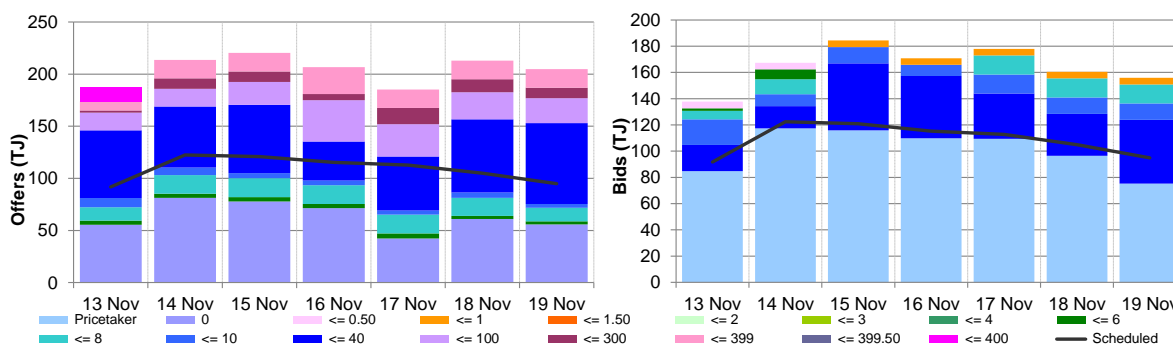 Offers (TJ)
250
200
150
100
50
0
13 Nov 14 Nov 15 Nov 16 Nov 17 Nov 18 Nov 19 Nov
Bids (TJ)
200
180
160
140
120
100
80
60
40
20
0
13 Nov 14 Nov 15 Nov 16 Nov 17 Nov 18 Nov 19 Nov
Pricetaker 0 <= 0.50 <= 1 <= 1.50 <= 2 <= 3 <= 4 <= 6
<= 8 <= 10 <= 40 <= 100 <= 300 <= 399 <= 399.50 <= 400 Scheduled